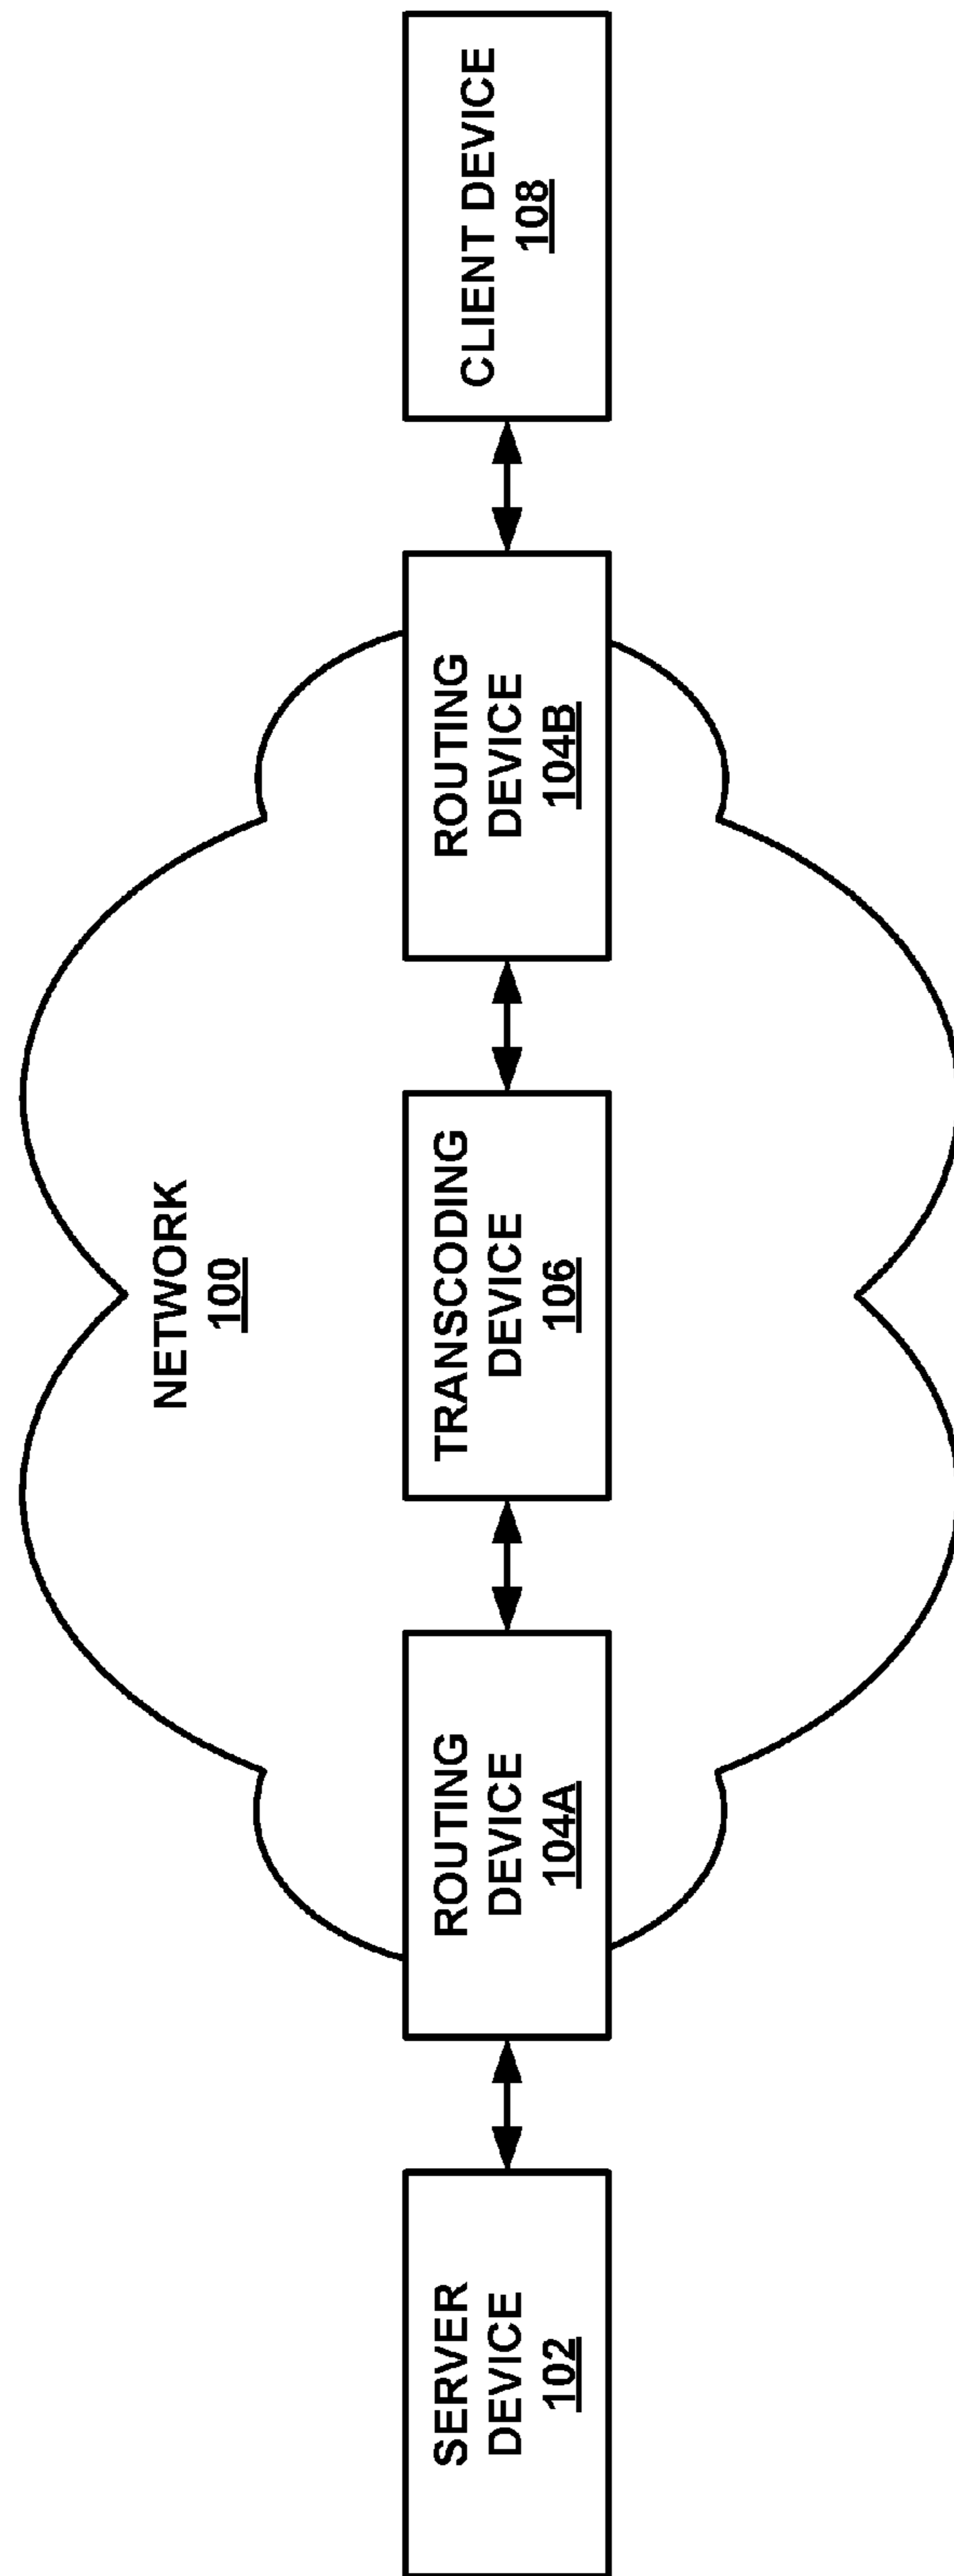 NETWORK
100
SERVER
DEVICE
102
ROUTING
DEVICE
104A
TRANSCODING
DEVICE
106
ROUTING
DEVICE
104B
CLIENT DEVICE
108